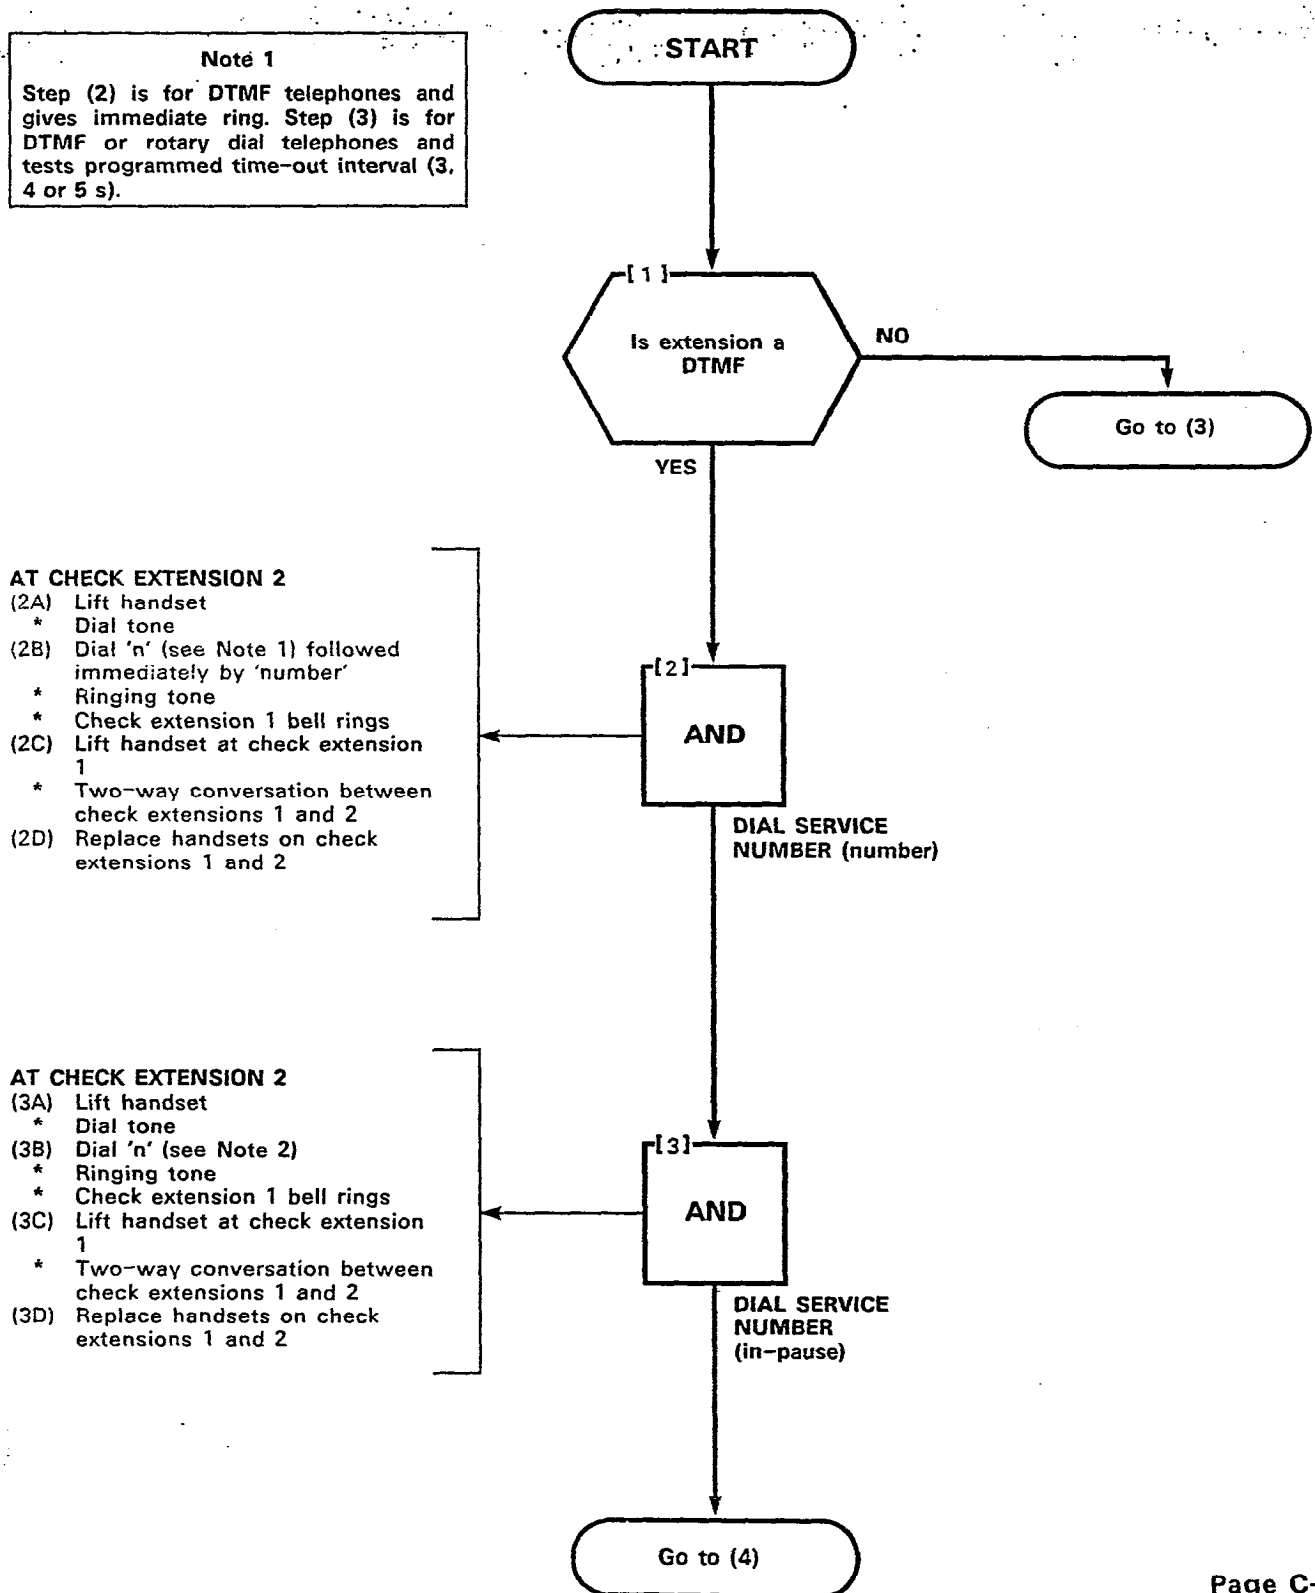 Note 1
Step (2) is for DTMF telephones and
gives immediate ring. Step (3) is for
DTMF or rotary dial telephones and
tests programmed time-out interval (3,
4 or 5 s).
START
[1]
Is extension a
DTMF
NO
Go to (3)
YES
AT CHECK EXTENSION 2
(2A) Lift handset
* Dial tone
(2B) Dial 'n' (see Note 1) followed
immediately by 'number'
* Ringing tone
* Check extension 1 bell rings
(2C) Lift handset at check extension
1
* Two-way conversation between
check extensions 1 and 2
(2D) Replace handsets on check
extensions 1 and 2
[2]
AND
DIAL SERVICE
NUMBER (number)
AT CHECK EXTENSION 2
(3A) Lift handset
* Dial tone
(3B) Dial 'n' (see Note 2)
* Ringing tone
* Check extension 1 bell rings
(3C) Lift handset at check extension
1
* Two-way conversation between
check extensions 1 and 2
(3D) Replace handsets on check
extensions 1 and 2
[3]
AND
DIAL SERVICE
NUMBER
(in-pause)
Go to (4)
Page C-